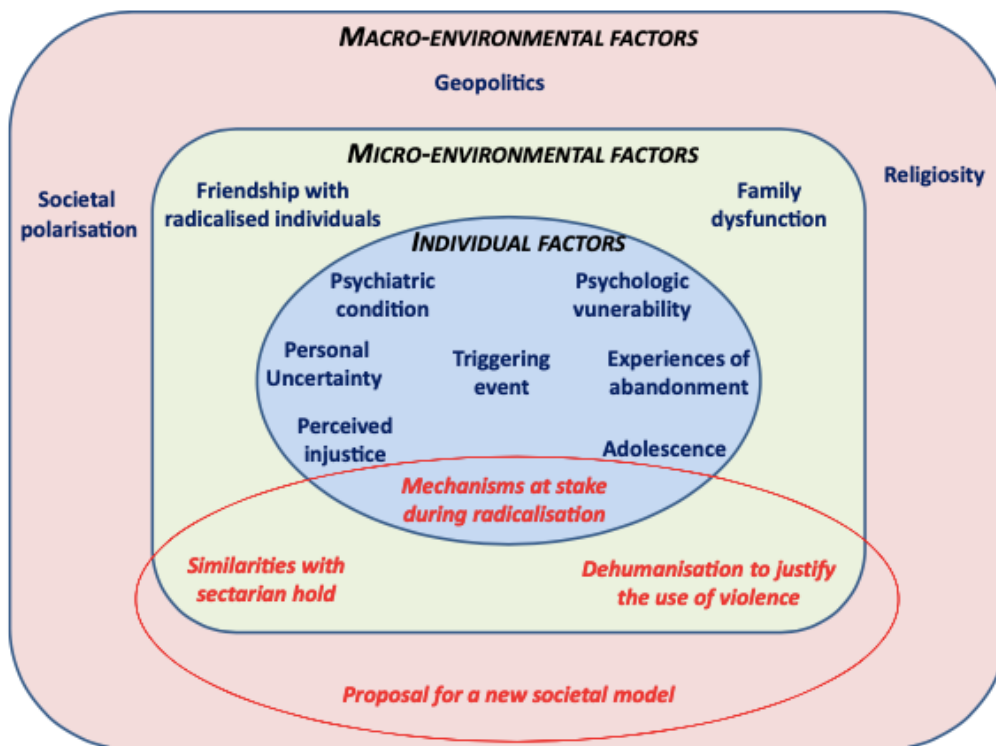 MACRO-ENVIRONMENTAL FACTORS
Geopolitics
Societal
polarisation
Religiosity
MICRO-ENVIRONMENTAL FACTORS
Friendship with
radicalised individuals
Family
dysfunction
INDIVIDUAL FACTORS
Psychiatric
condition
Psychologic
vunerability
Personal
Uncertainty
Triggering
event
Experiences of
abandonment
Perceived
injustice
Adolescence
Mechanisms at stake
during radicalisation
Similarities with
sectarian hold
Dehumanisation to justify
the use of violence
Proposal for a new societal model